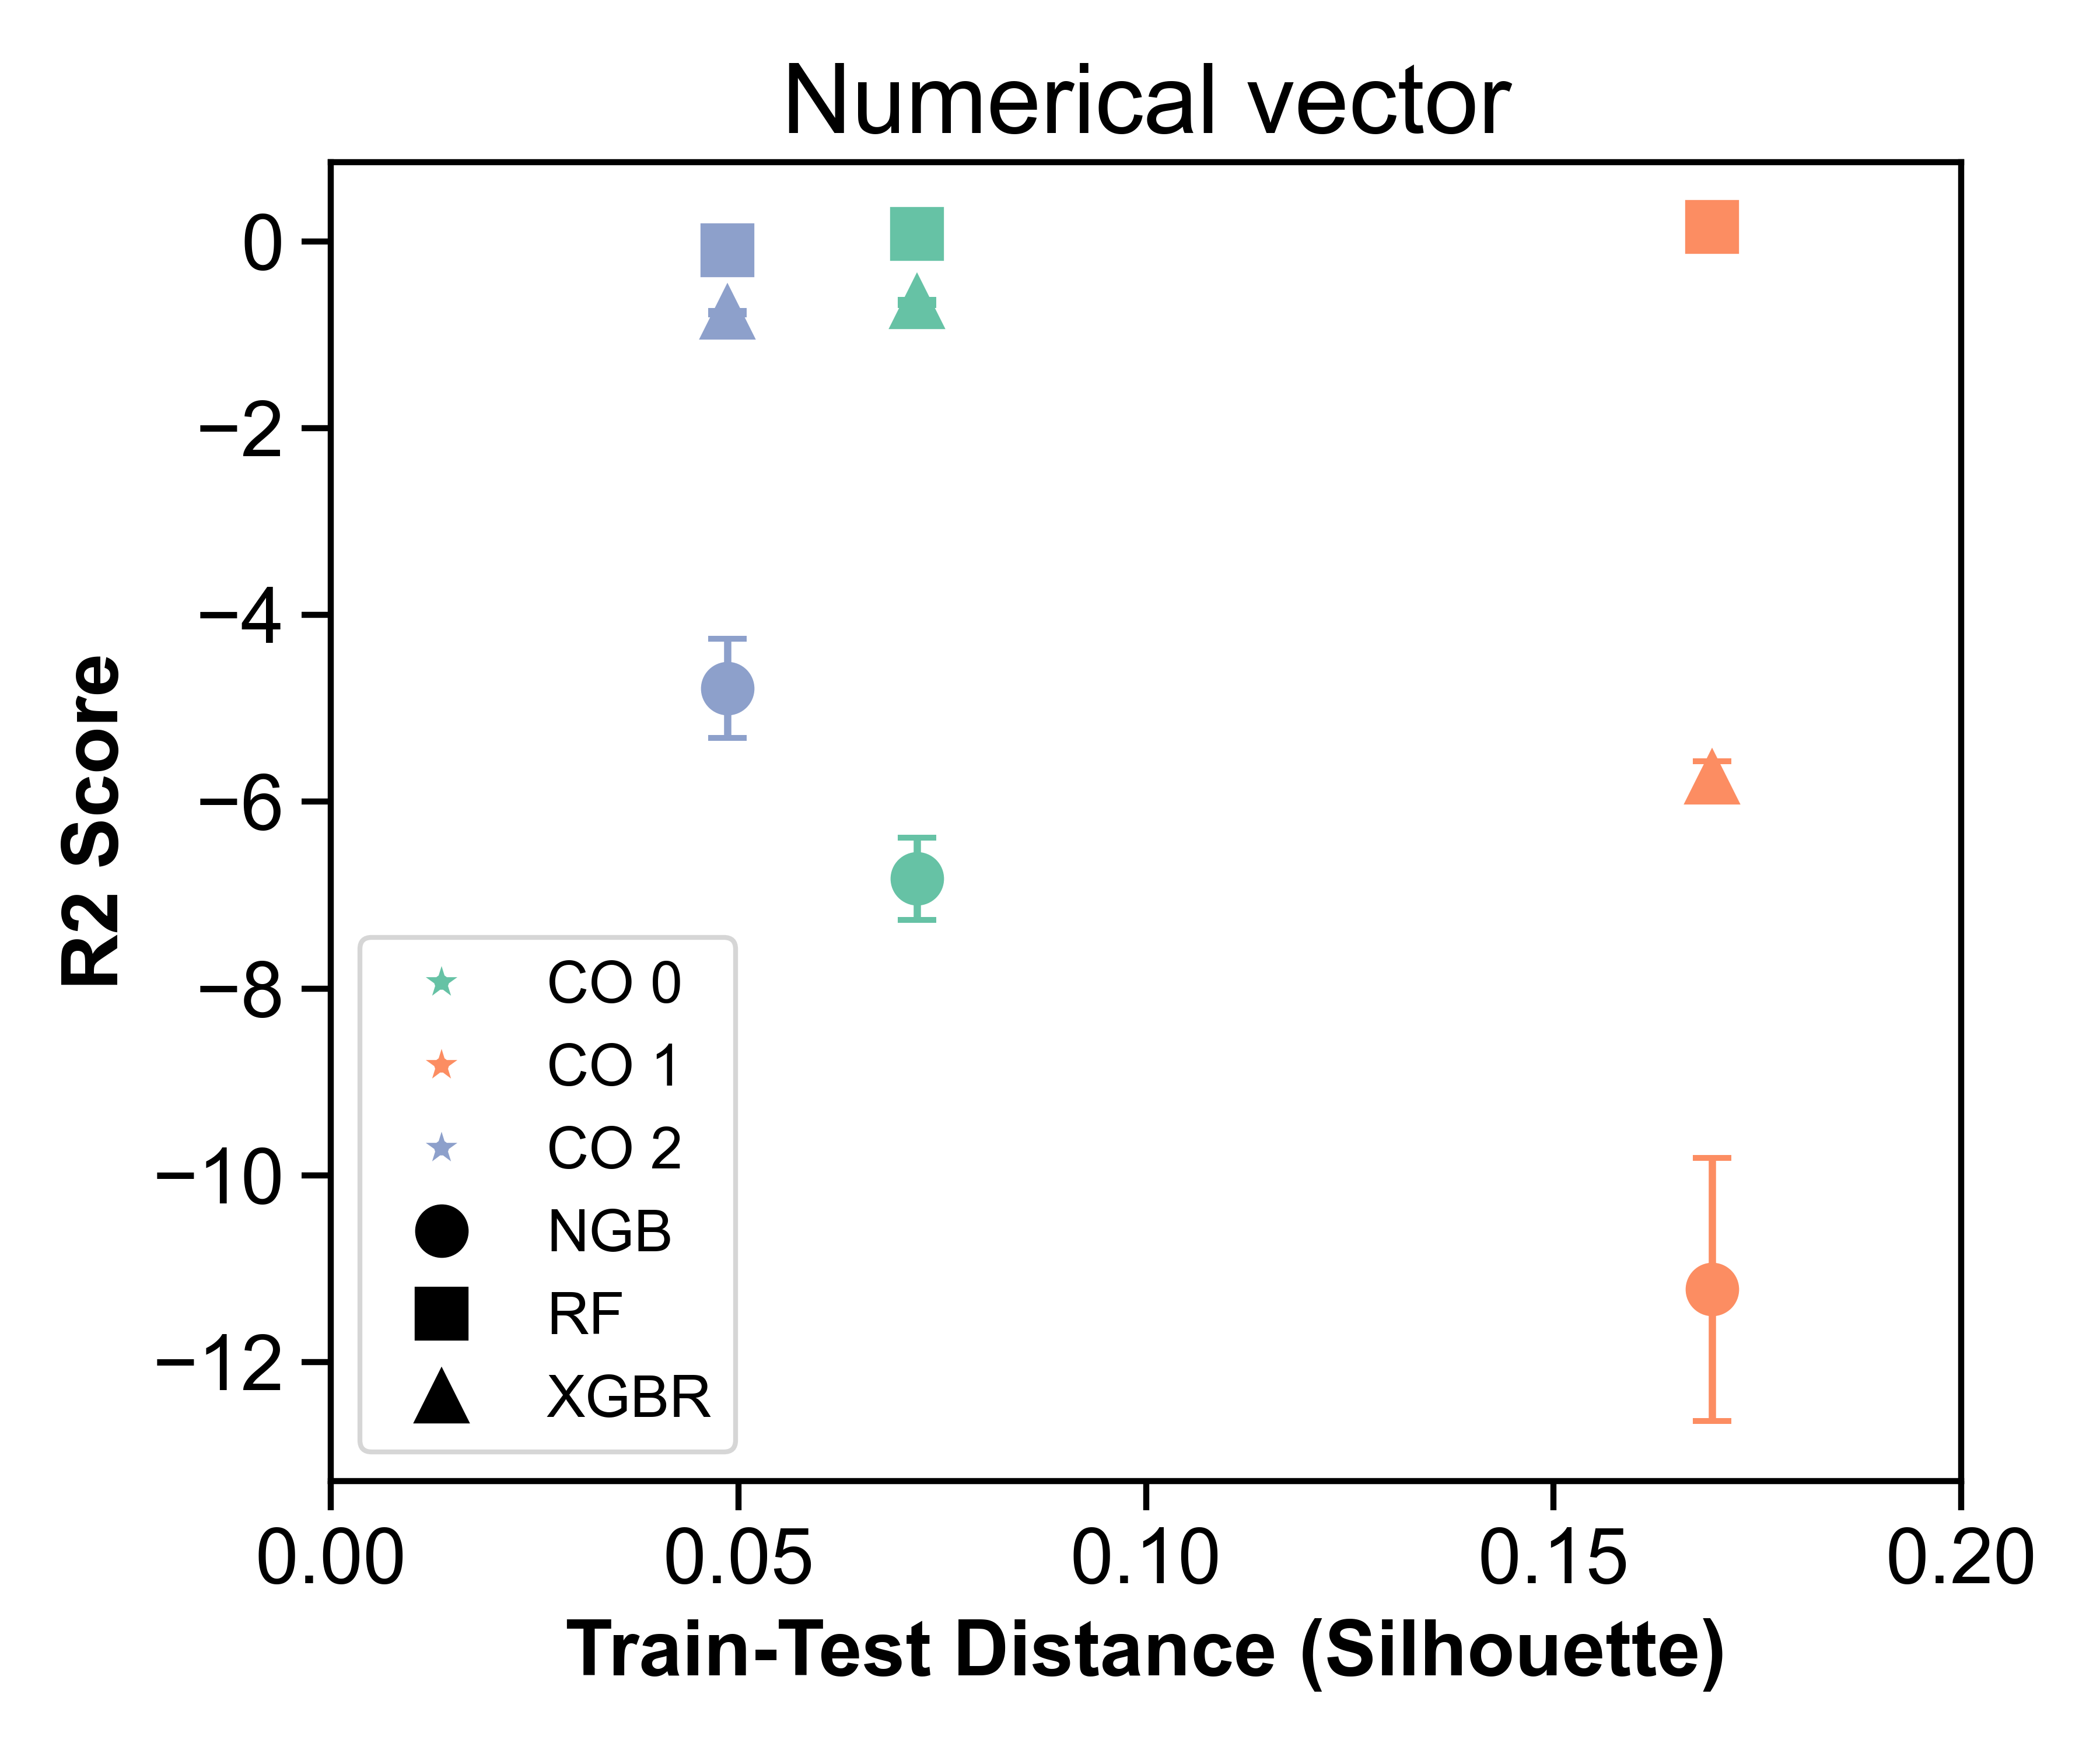 Numerical vector
R2 Score
0
−2
−4
−6
−8
−10
−12
CO 0
CO 1
CO 2
NGB
RF
XGBR
0.00 0.05 0.10 0.15 0.20
Train-Test Distance (Silhouette)